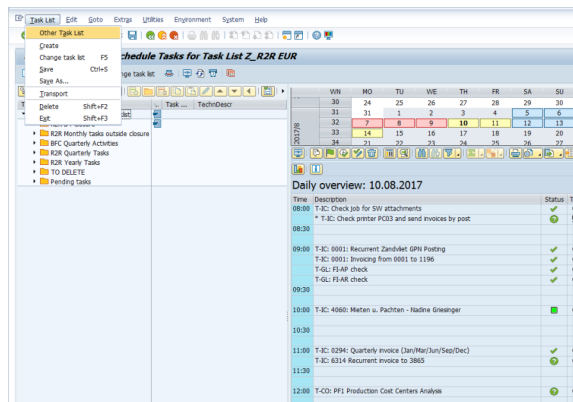 Task List Edit Goto Extras Utilities Environment System Help
Other Task List
Create
Change task list F5
Save Ctrl+S
Save As...
Transport
Delete Shift+F2
Exit Shift+F3
chedule Tasks for Task List Z_R2R EUR
nge task list
Task ... TechnDescr
list
R2R Monthly tasks outside closure
BFC Quarterly Activities
R2R Quarterly Tasks
R2R Yearly Tasks
TO DELETE
Pending tasks
WN MO TU WE TH FR SA SU
30 24 25 26 27 28 29 30
31 31 1 2 3 4 5 6
32 7 8 9 10 11 12 13
33 14 15 16 17 18 19 20
34 21 22 23 24 25 26 27
2017/8
Daily overview: 10.08.2017
Time Description Status T
08:00 T-IC: Check job for SW attachments
* T-IC: Check printer PC03 and send invoices by post
08:30
09:00 T-IC: 0001: Recurrent Zandvliet GPN Posting
T-IC: 0001: Invoicing from 0001 to 1196
T-GL: FI-AP check
T-GL: FI-AR check
09:30
10:00 T-IC: 4060: Mieten u. Pachten - Nadine Griesinger
10:30
11:00 T-IC: 0294: Quarterly invoice (Jan/Mar/Jun/Sep/Dec)
T-IC: 6314 Recurrent invoice to 3865
11:30
12:00 T-CO: PF1 Production Cost Centers Analysis